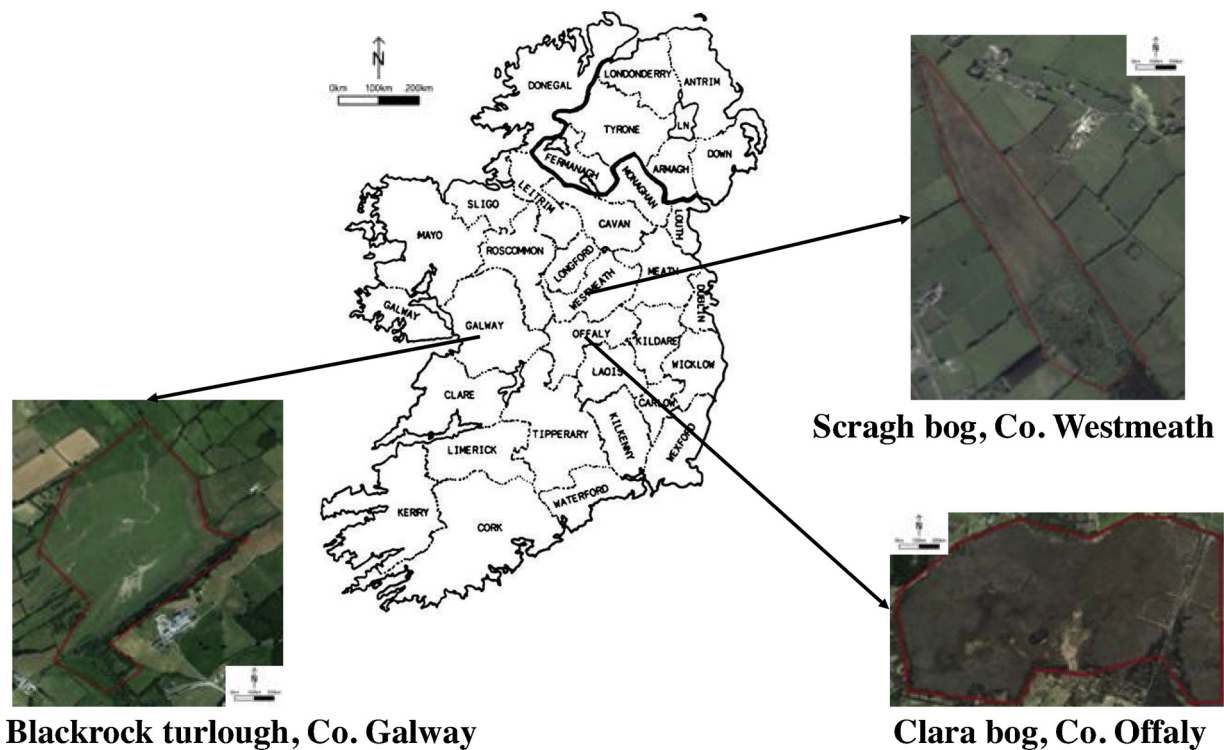 N
0km 100km 200km
DONEGAL
LONDONDERRY
ANTRIM
TYRONE
LN
DOWN
ARMAGH
FERMANAGH
MONAGHAN
LEITRIM
SLIGO
CAVAN
LOUTH
MAYO
ROSCOMMON
LONGFORD
WESTMEATH
MEATH
DUBLIN
GALWAY
GALWAY
OFFALY
KILDARE
LAOIS
WICKLOW
CLARE
CARLOW
TIPPERARY
KILKENNY
WEXFORD
LIMERICK
WATERFORD
KERRY
CORK
N
Scragh bog, Co. Westmeath
N
Clara bog, Co. Offaly
N
Blackrock turlough, Co. Galway